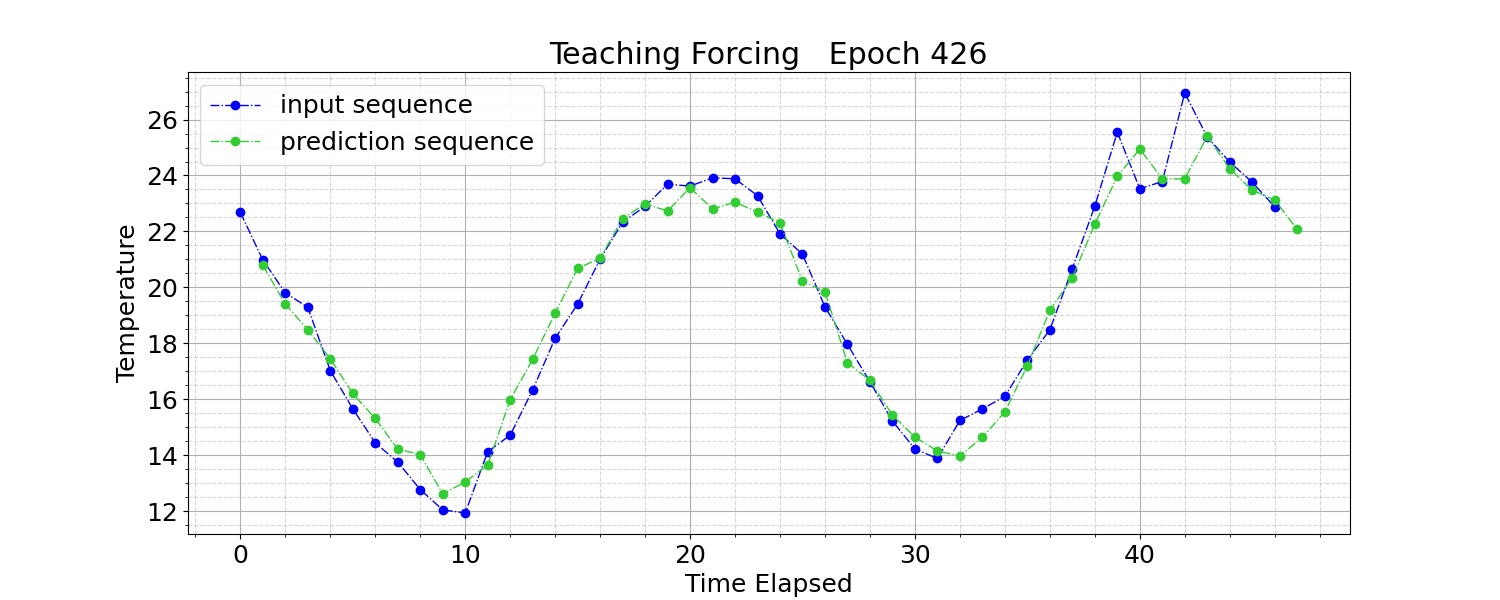 Teaching Forcing   Epoch 426
input sequence
prediction sequence
Temperature
26
24
22
20
18
16
14
12
0 10 20 30 40
Time Elapsed